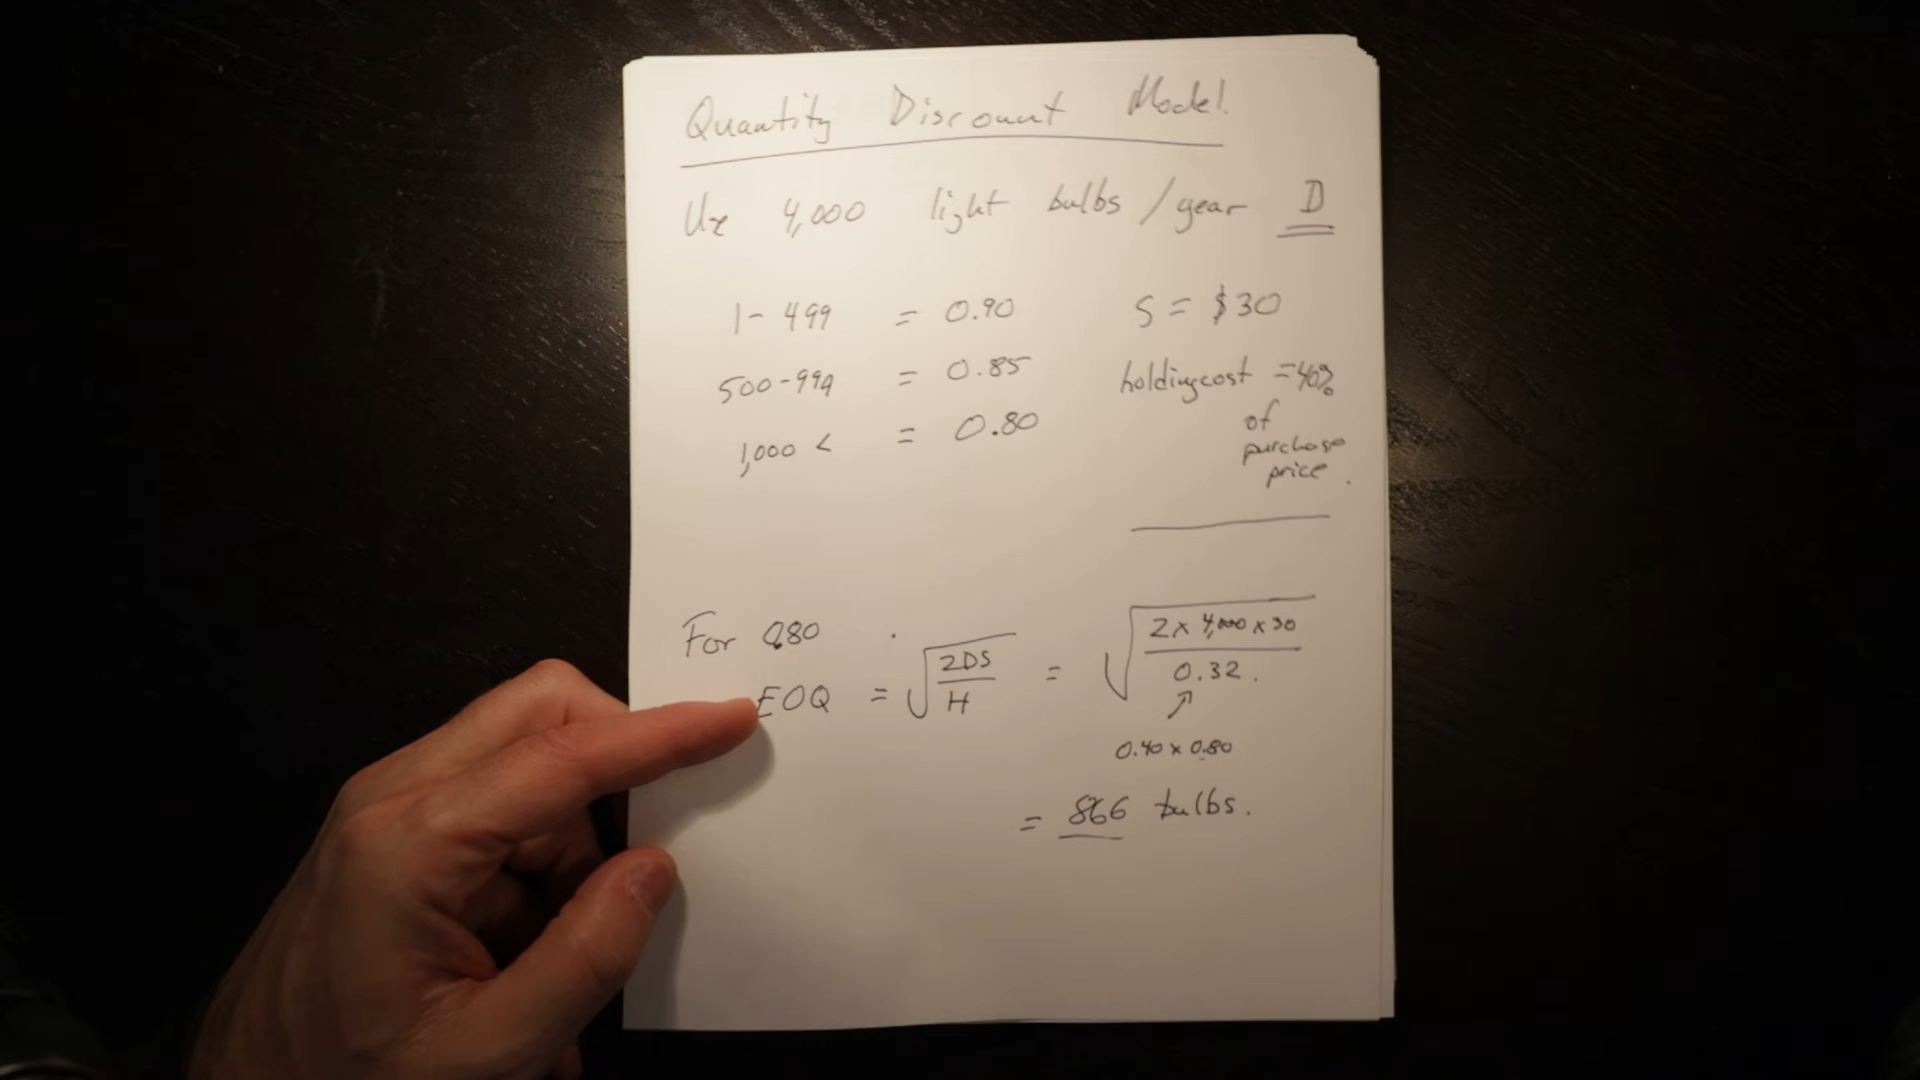 Quantity Discount Model.
Use 4,000 light bulbs / year D
1 - 499 = 0.90
500 - 999 = 0.85
1,000 < = 0.80
S = $30
holding cost = 40%
of
purchase
price.
For 0.80
EOQ = √(2DS / H) = √(2 x 4,000 x 30 / 0.32.)
0.40 x 0.80
= 866 bulbs.